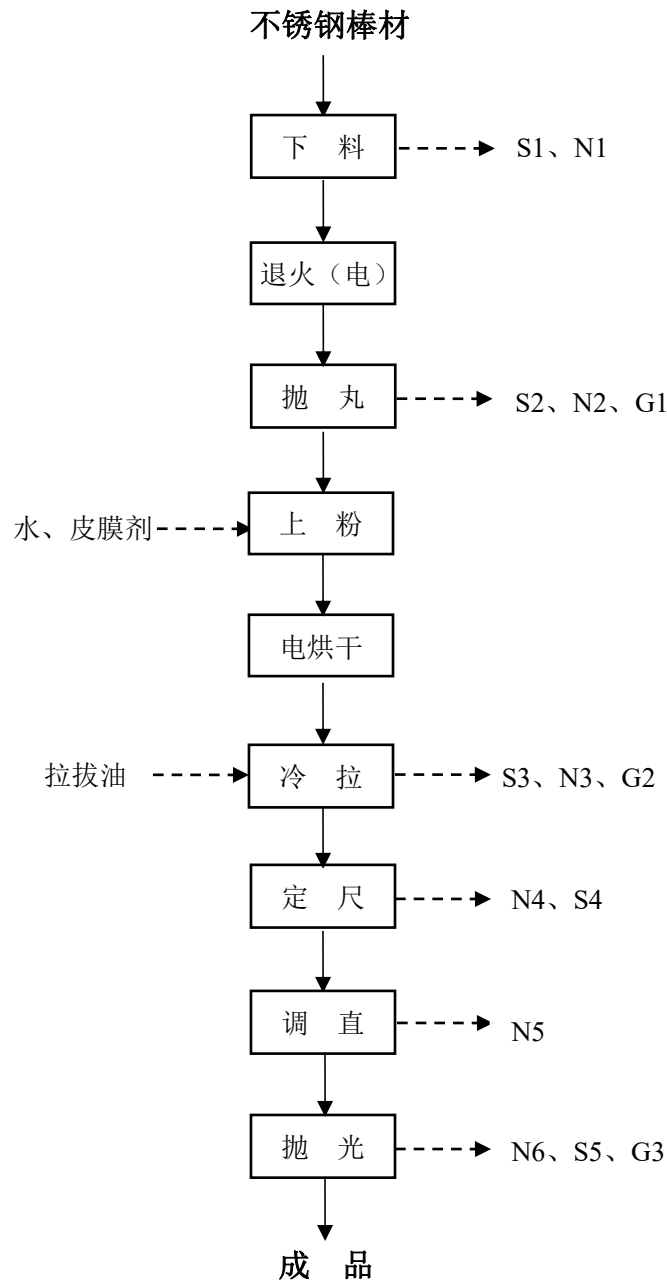 不锈钢棒材
下 料
S1、N1
退火（电）
抛 丸
S2、N2、G1
水、皮膜剂
上 粉
电烘干
拉拔油
冷 拉
S3、N3、G2
定 尺
N4、S4
调 直
N5
抛 光
N6、S5、G3
成 品